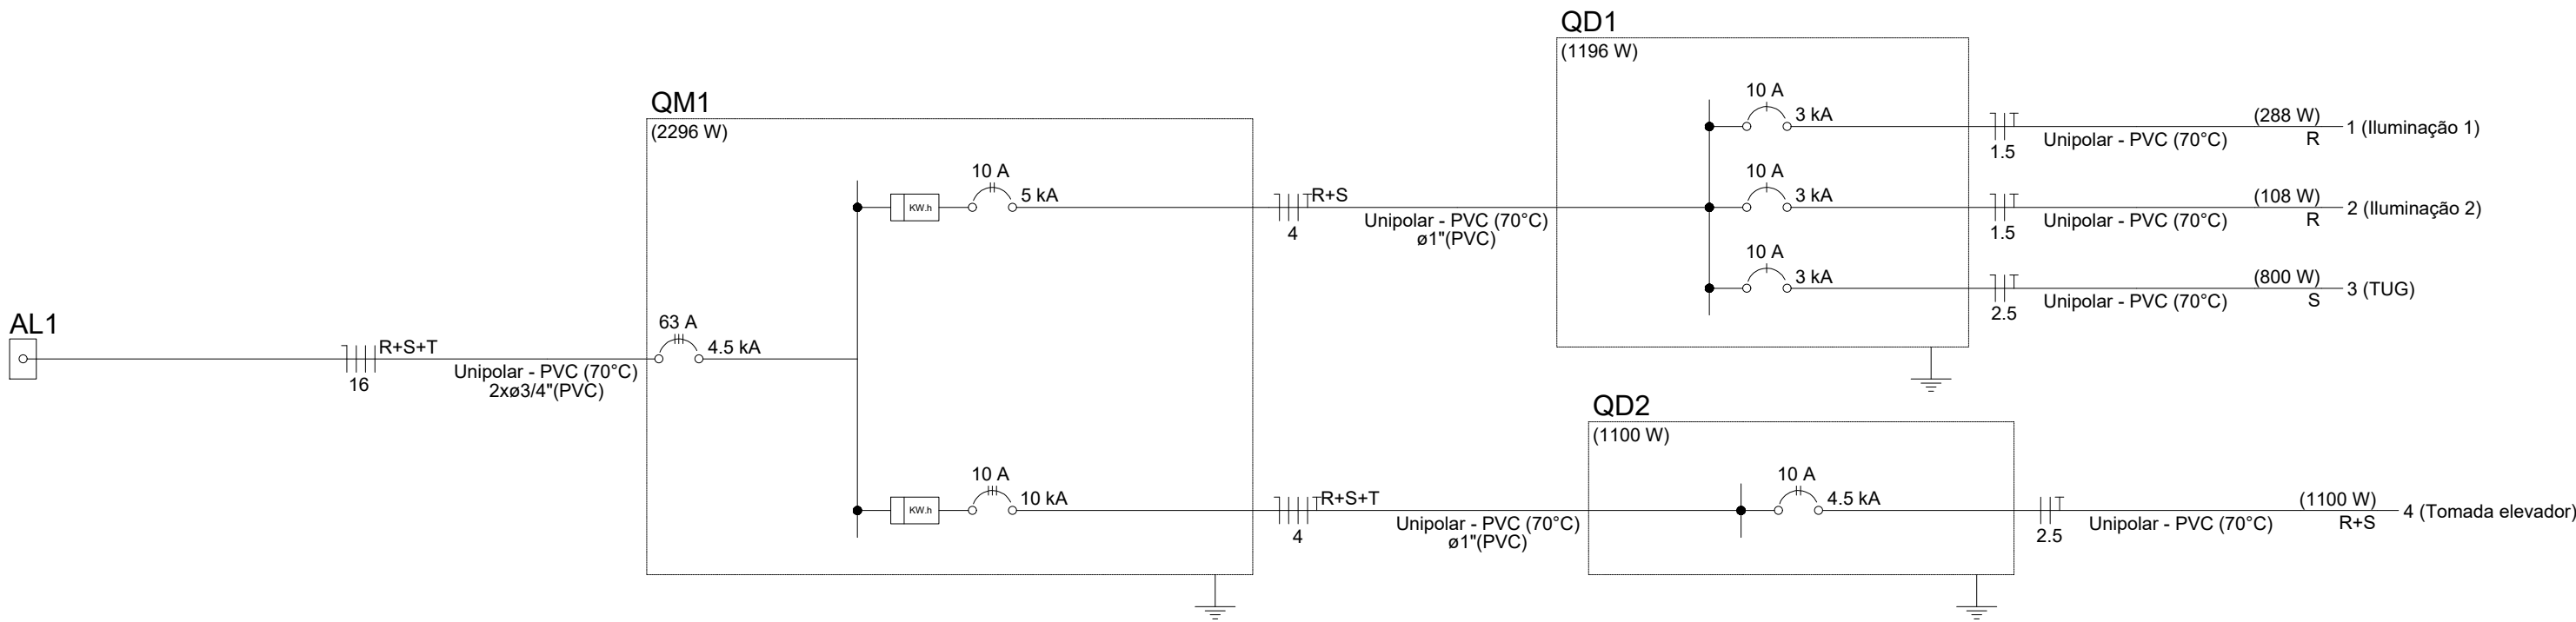 AL1
16
R+S+T
Unipolar - PVC (70°C)
2xø3/4"(PVC)
QM1
(2296 W)
63 A
4.5 kA
KW.h
10 A
5 kA
KW.h
10 A
10 kA
4
R+S
Unipolar - PVC (70°C)
ø1"(PVC)
4
R+S+T
Unipolar - PVC (70°C)
ø1"(PVC)
QD1
(1196 W)
10 A
3 kA
1.5
Unipolar - PVC (70°C)
(288 W)
R
1 (Iluminação 1)
10 A
3 kA
1.5
Unipolar - PVC (70°C)
(108 W)
R
2 (Iluminação 2)
10 A
3 kA
2.5
Unipolar - PVC (70°C)
(800 W)
S
3 (TUG)
QD2
(1100 W)
10 A
4.5 kA
2.5
Unipolar - PVC (70°C)
(1100 W)
R+S
4 (Tomada elevador)